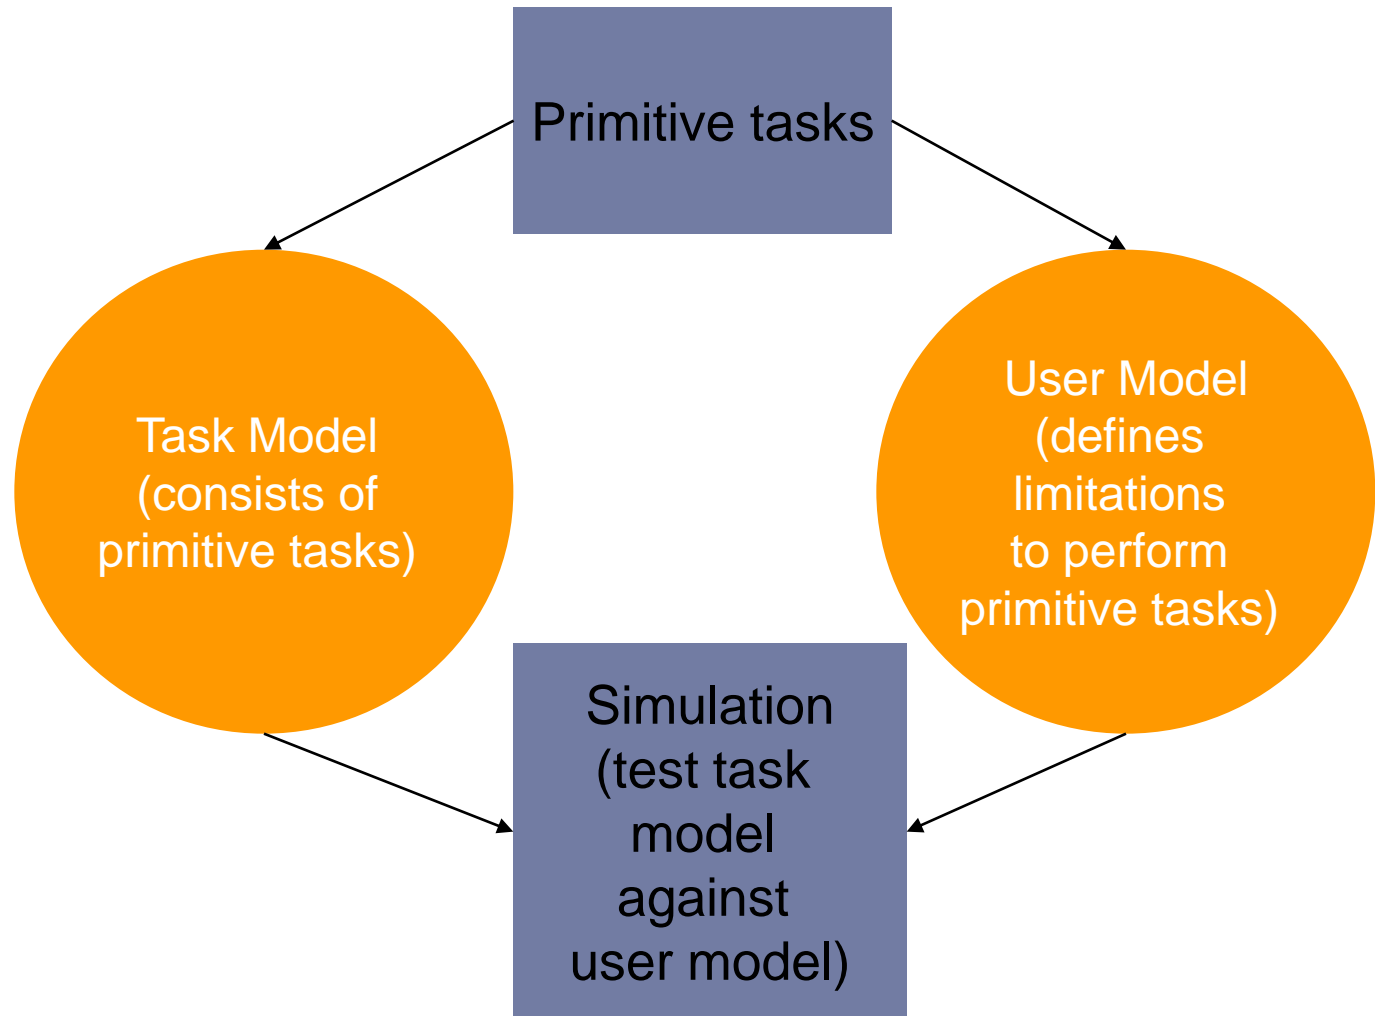 Primitive tasks
Task Model
(consists of
primitive tasks)
User Model
(defines
limitations
to perform
primitive tasks)
Simulation
(test task
model
against
user model)